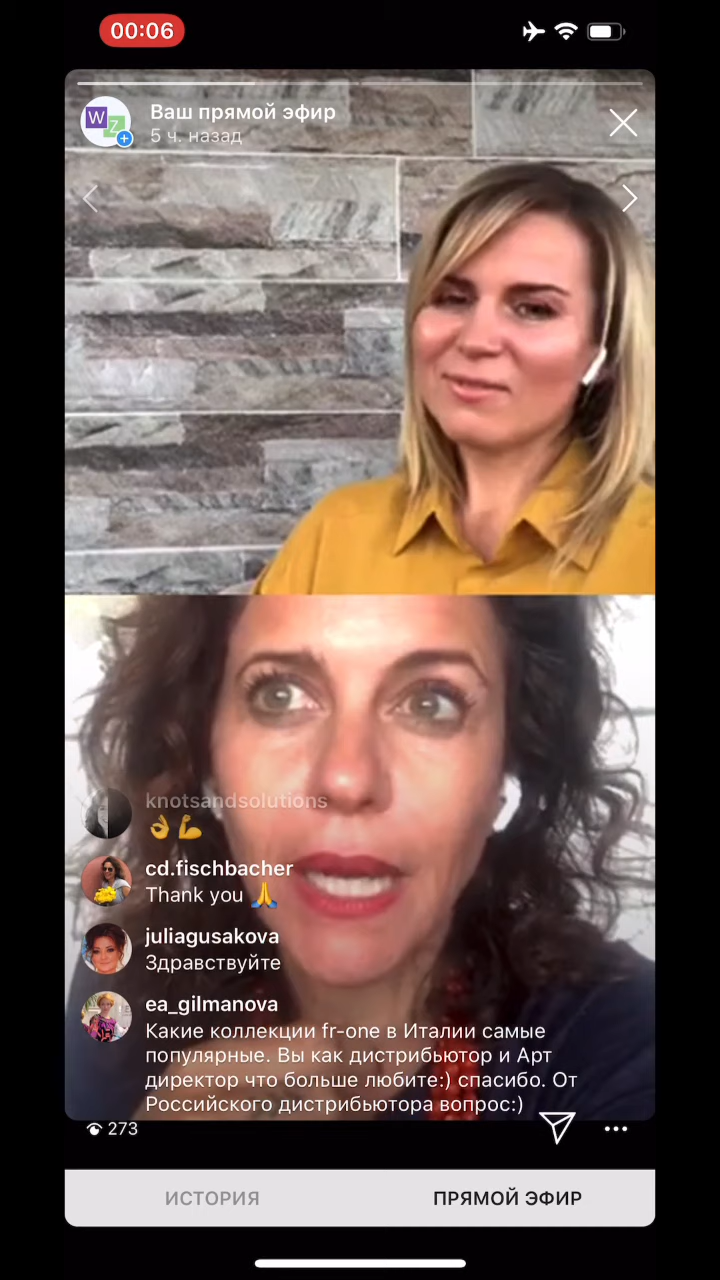 00:06
W
Z
Ваш прямой эфир
5 ч. назад
knotsandsolutions
👌💪
cd.fischbacher
Thank you 🙏
juliagusakova
Здравствуйте
ea_gilmanova
Какие коллекции fr-one в Италии самые
популярные. Вы как дистрибьютор и Арт
директор что больше любите:) спасибо. От
Российского дистрибьютора вопрос:)
273
ИСТОРИЯ
ПРЯМОЙ ЭФИР